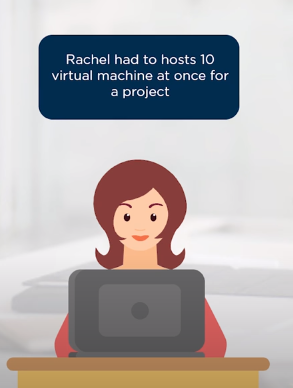 Rachel had to hosts 10
virtual machine at once for
a project